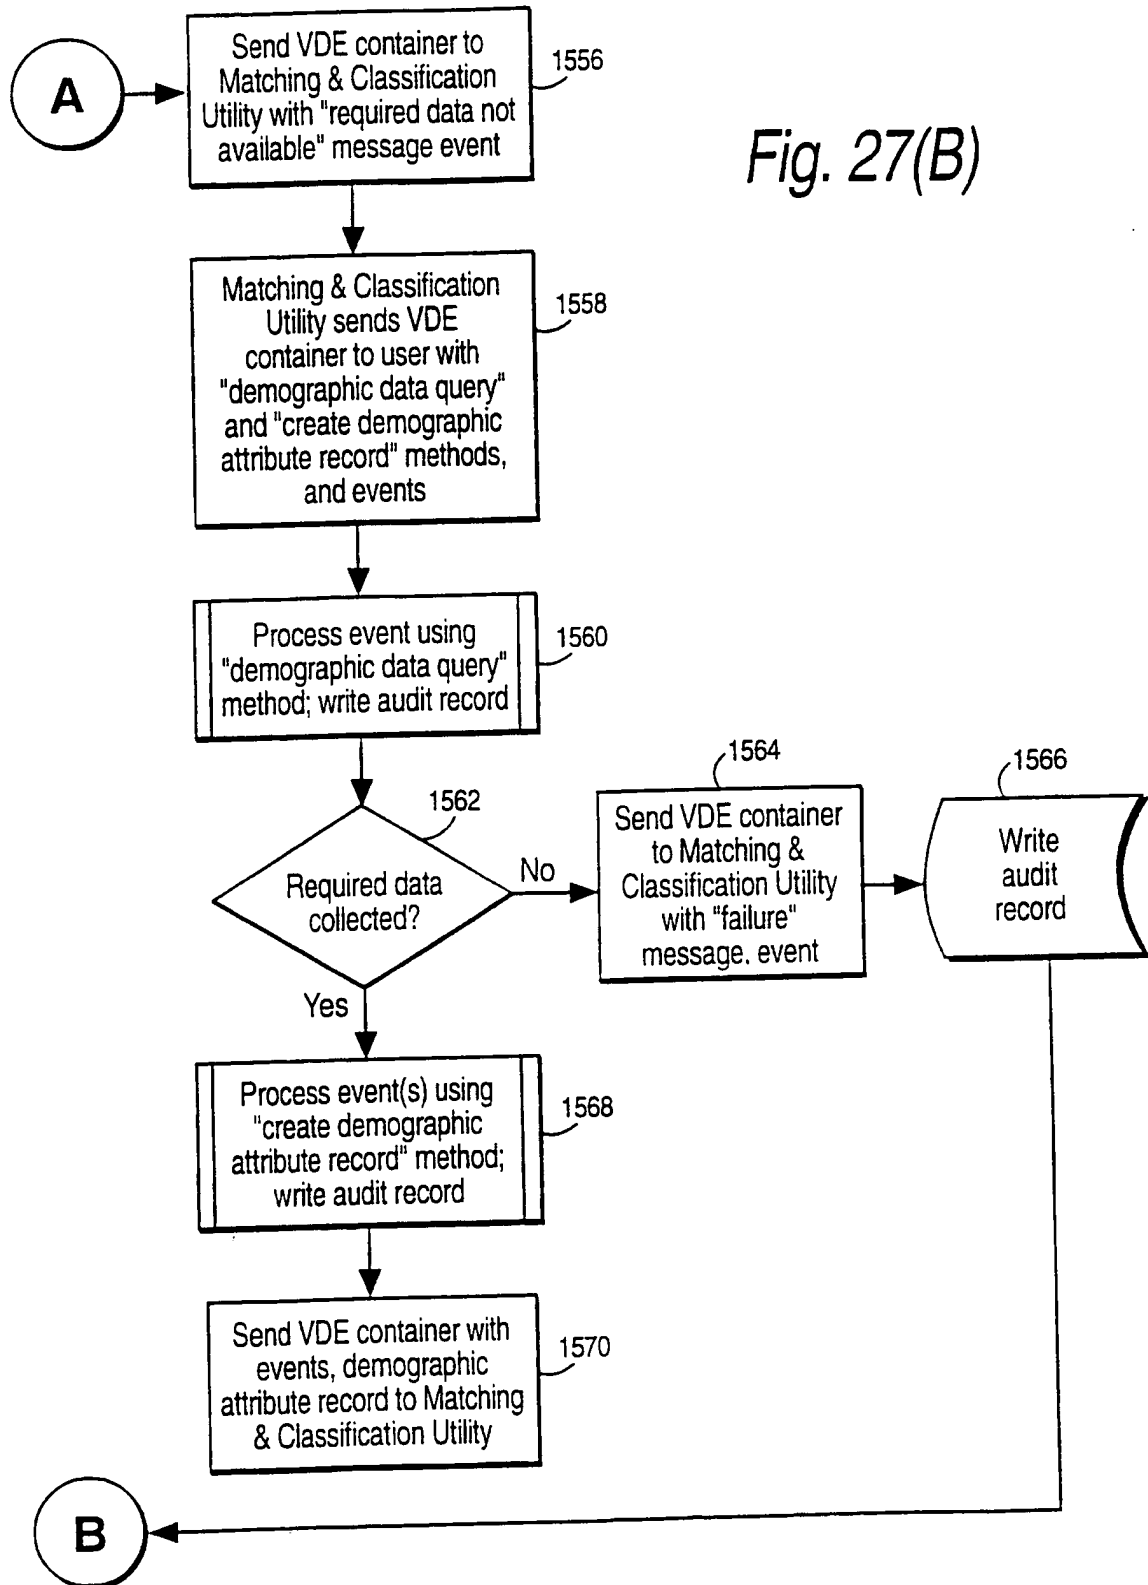 A
Send VDE container to
Matching & Classification
Utility with "required data not
available" message event
1556
Fig. 27(B)
Matching & Classification
Utility sends VDE
container to user with
"demographic data query"
and "create demographic
attribute record" methods,
and events
1558
Process event using
"demographic data query"
method; write audit record
1560
1562
Required data
collected?
No
Yes
1564
Send VDE container
to Matching &
Classification Utility
with "failure"
message. event
1566
Write
audit
record
Process event(s) using
"create demographic
attribute record" method;
write audit record
1568
Send VDE container with
events, demographic
attribute record to Matching
& Classification Utility
1570
B